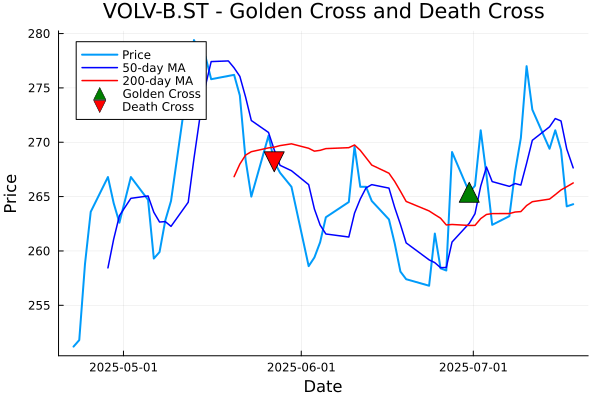 VOLV-B.ST - Golden Cross and Death Cross
280
275
270
265
260
255
Price
Price
50-day MA
200-day MA
Golden Cross
Death Cross
2025-05-01
2025-06-01
2025-07-01
Date